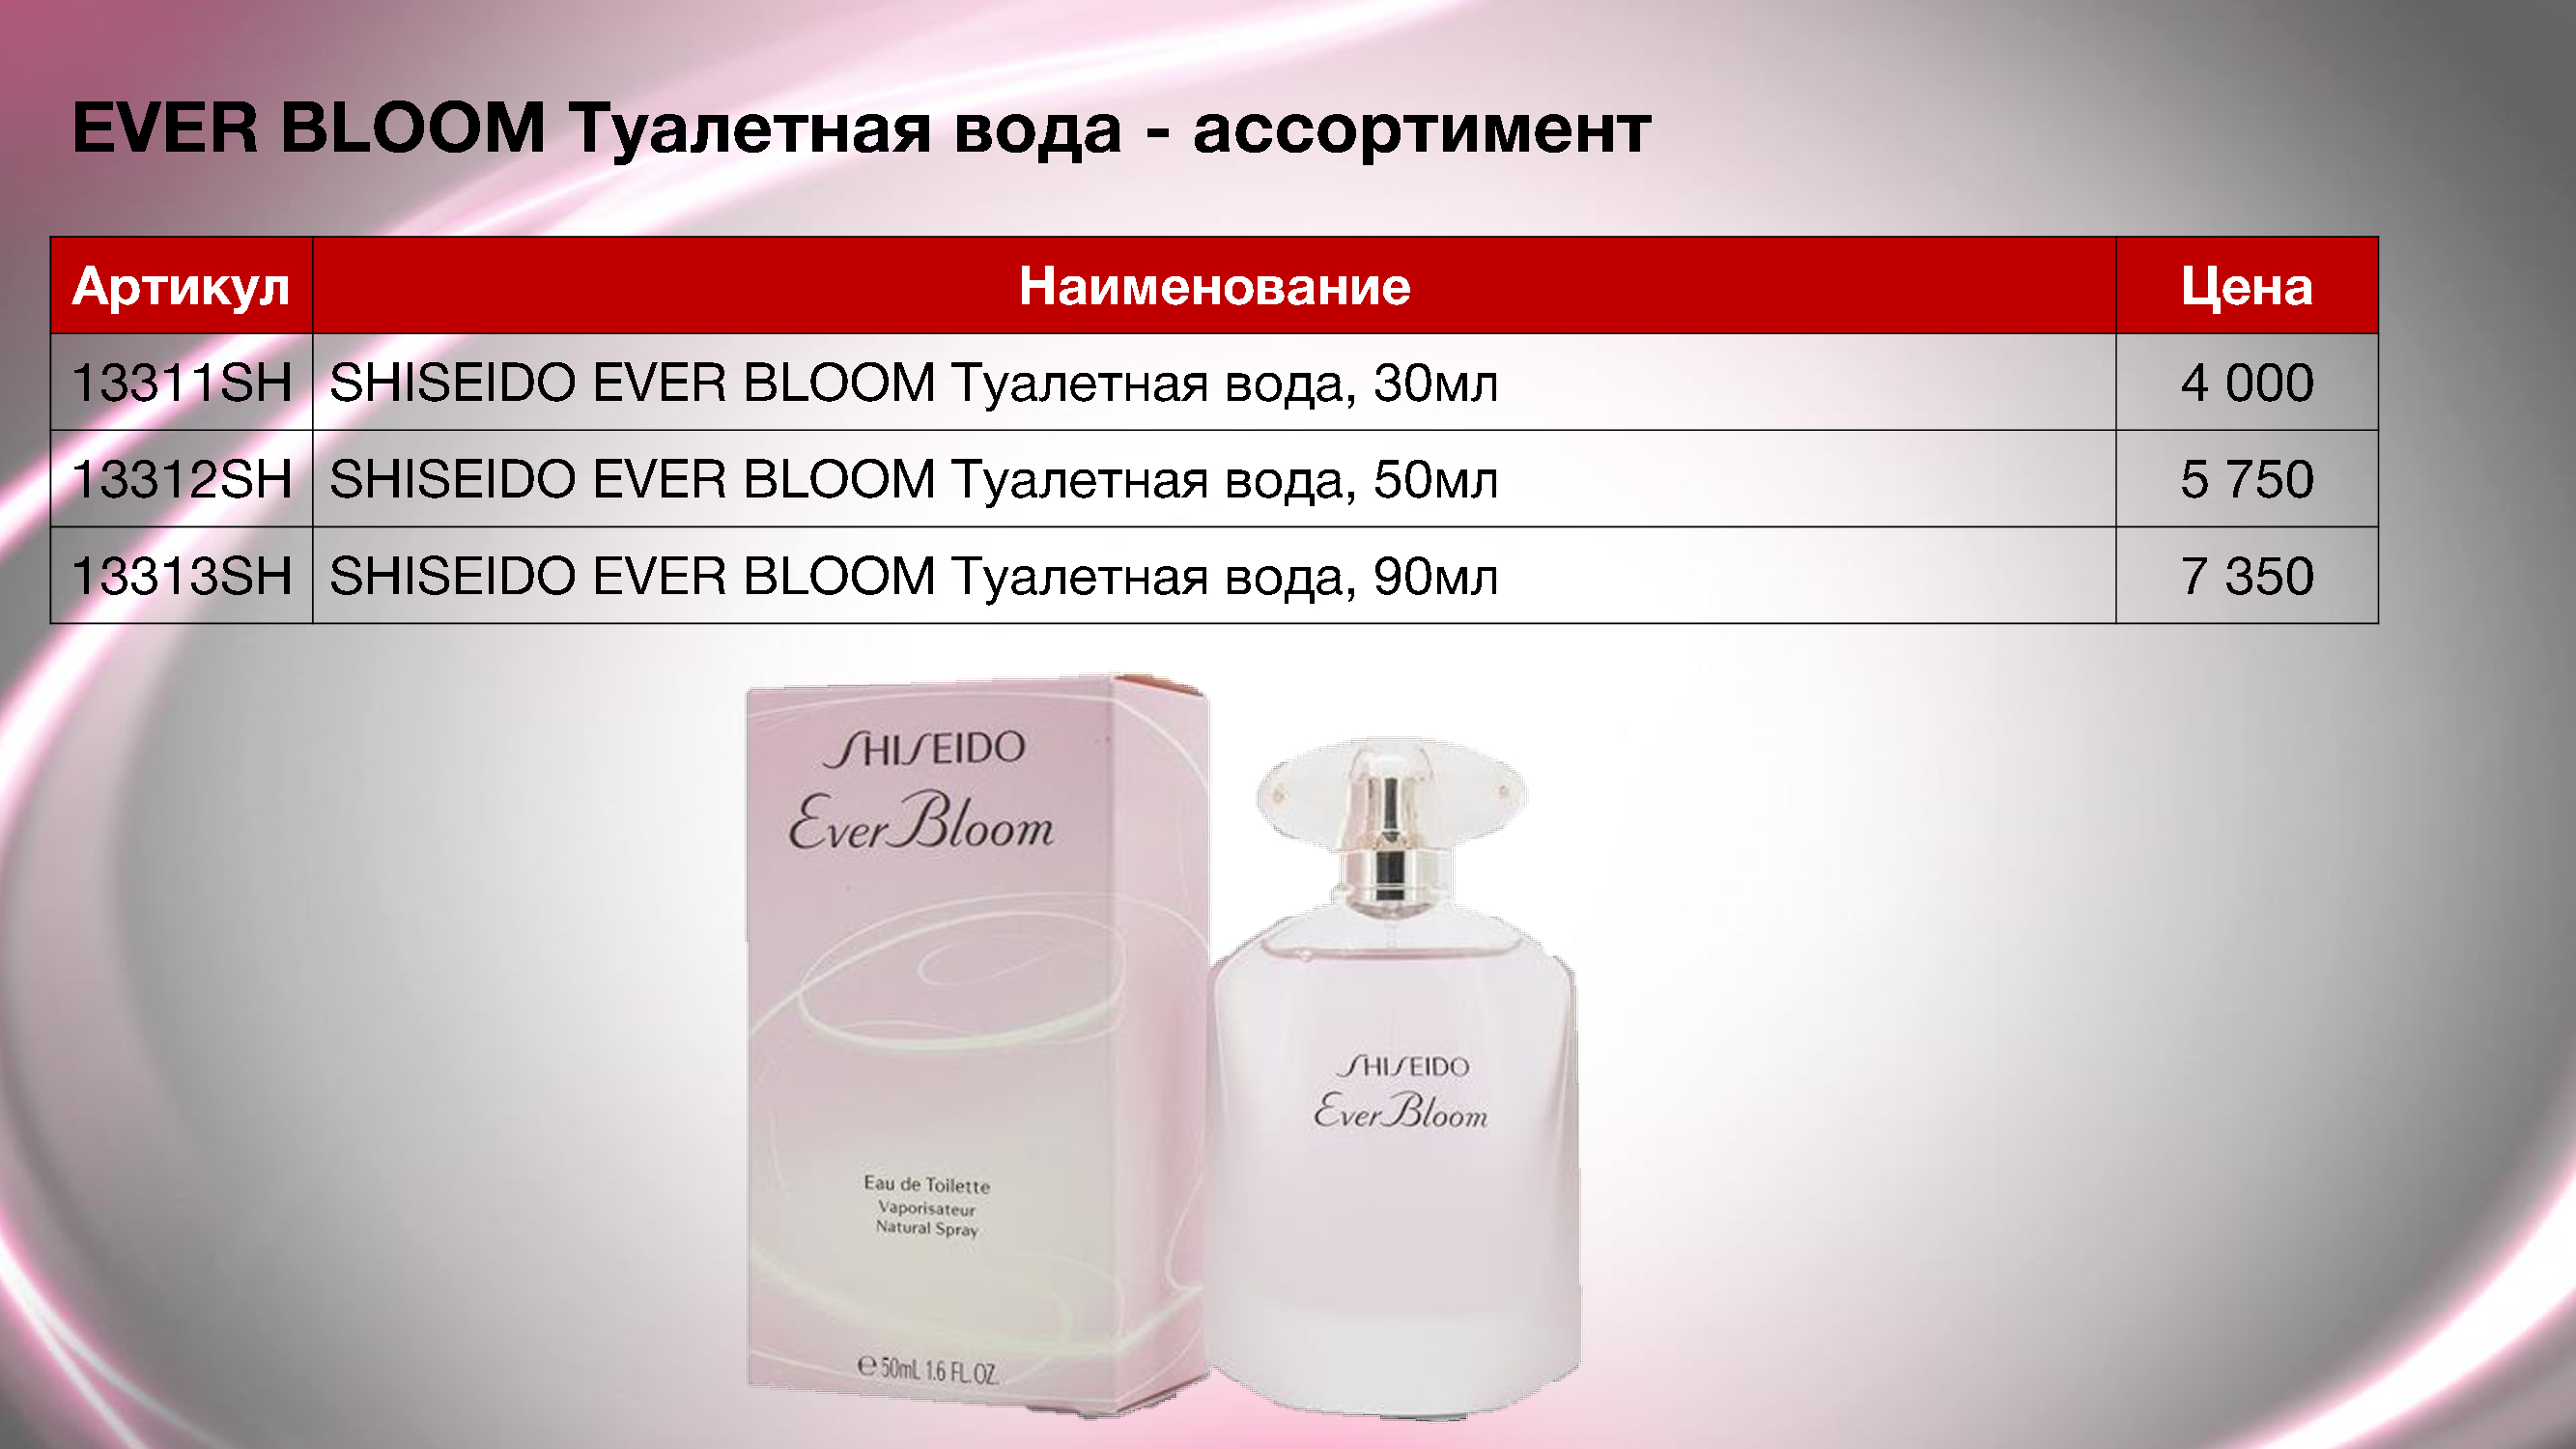 EVER BLOOM Туалетная вода - ассортимент
Артикул Наименование Цена
13311SH SHISEIDO EVER BLOOM Туалетная вода, 30мл 4 000
13312SH SHISEIDO EVER BLOOM Туалетная вода, 50мл 5 750
13313SH SHISEIDO EVER BLOOM Туалетная вода, 90мл 7 350
SHISEIDO
Ever Bloom
Eau de Toilette
Vaporisateur
Natural Spray
℮ 50mL 1.6 FL.OZ.
SHISEIDO
Ever Bloom